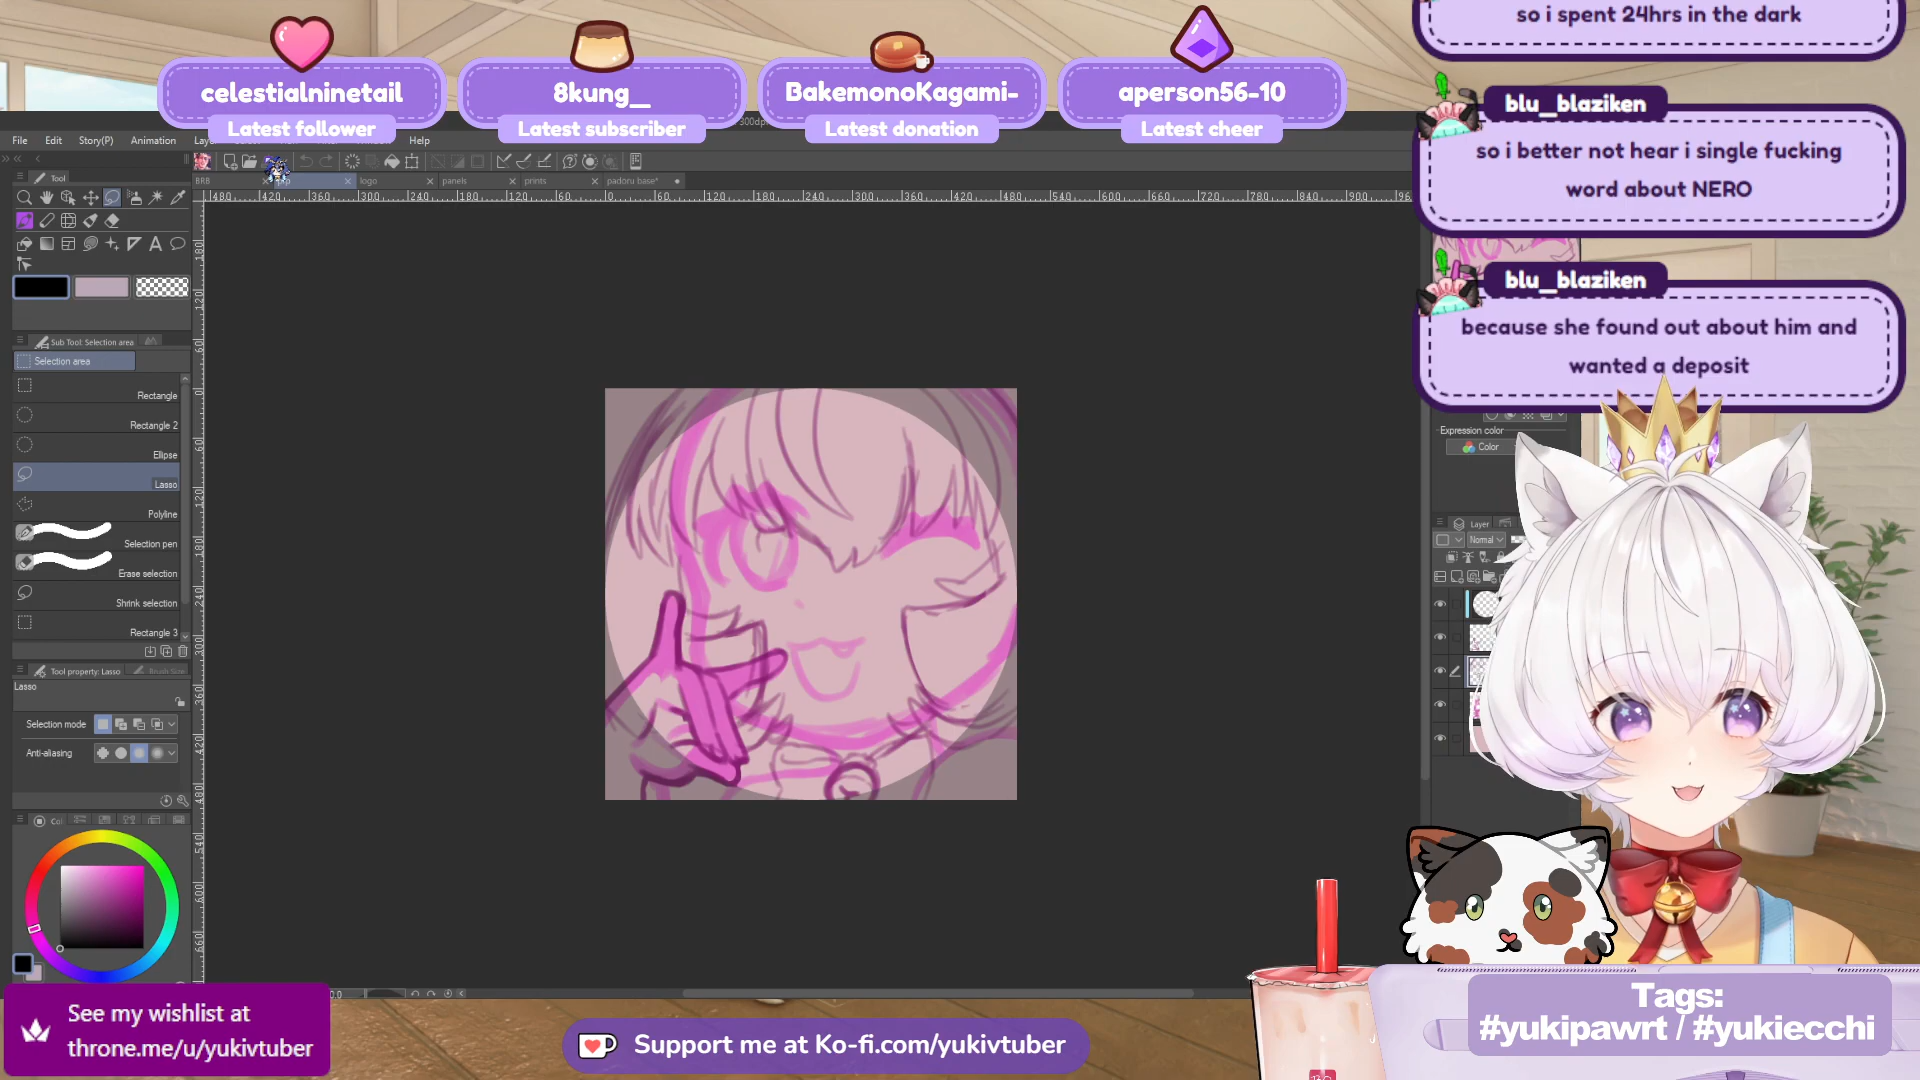 so i spent 24hrs in the dark
celestialninetail
8kung_
BakemonoKagami-
aperson56-10
Latest follower
Latest subscriber
Latest donation
Latest cheer
blu_blaziken
so i better not hear i single fucking
word about NERO
blu_blaziken
because she found out about him and
wanted a deposit
File Edit Story(P) Animation Help
BRB
logo
panels
prints
padoru base*
Tool
Sub Tool: Selection area
Selection area
Rectangle
Rectangle 2
Ellipse
Lasso
Polyline
Selection pen
Erase selection
Shrink selection
Rectangle 3
Tool property: Lasso
Brush Size
Lasso
Selection mode
Anti-aliasing
Expression color
Color
Layer
Normal
See my wishlist at
throne.me/u/yukivtuber
Support me at Ko-fi.com/yukivtuber
Tags:
#yukipawrt / #yukiecchi